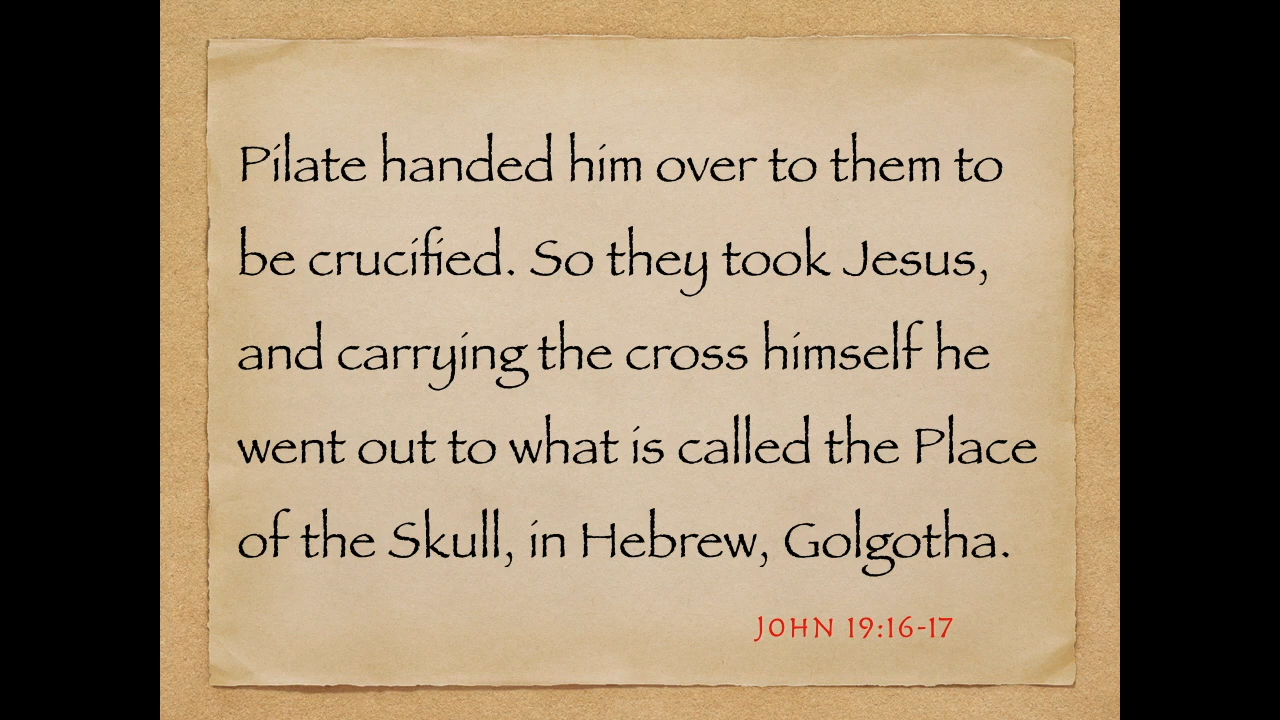 Pilate handed him over to them to
be crucified. So they took Jesus,
and carrying the cross himself he
went out to what is called the Place
of the Skull, in Hebrew, Golgotha.
JOHN 19:16-17